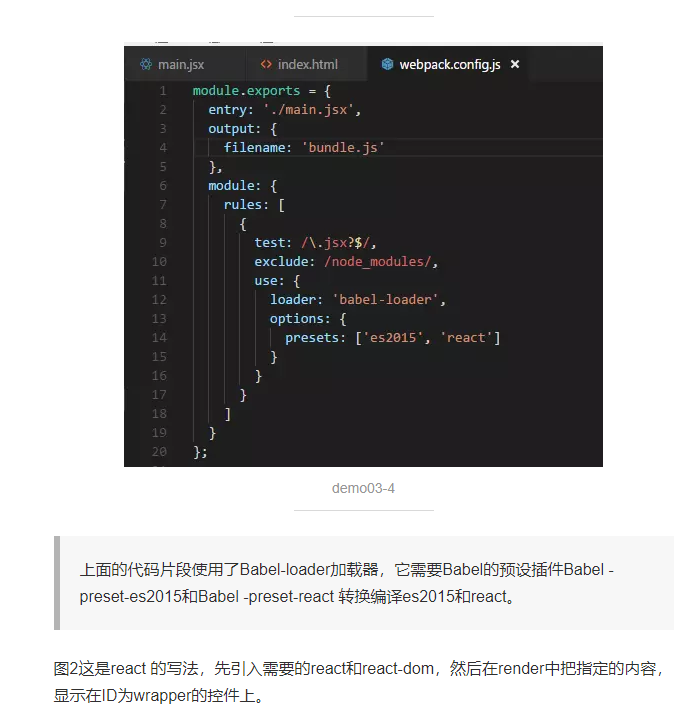 main.jsx index.html webpack.config.js ×
1 module.exports = {
2 entry: './main.jsx',
3 output: {
4 filename: 'bundle.js'
5 },
6 module: {
7 rules: [
8 {
9 test: /\.jsx?$/,
10 exclude: /node_modules/,
11 use: {
12 loader: 'babel-loader',
13 options: {
14 presets: ['es2015', 'react']
15 }
16 }
17 }
18 ]
19 }
20 };
demo03-4
上面的代码片段使用了Babel-loader加载器，它需要Babel的预设插件Babel -
preset-es2015和Babel -preset-react 转换编译es2015和react。
图2这是react 的写法，先引入需要的react和react-dom，然后在render中把指定的内容，
显示在ID为wrapper的控件上。